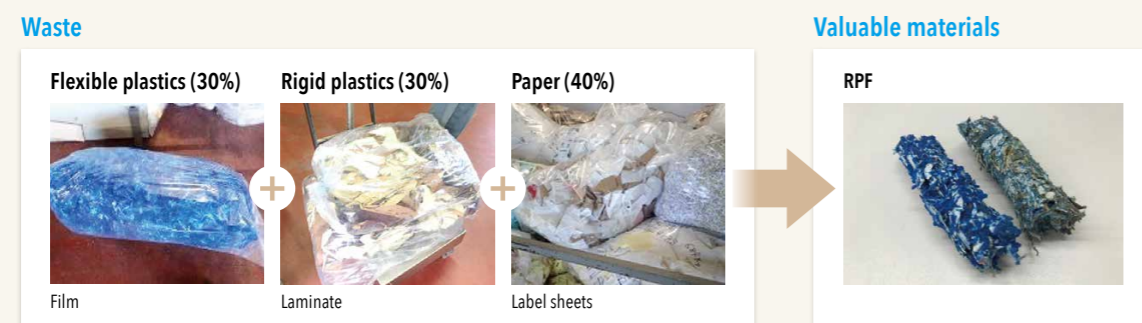 Waste
Valuable materials
Flexible plastics (30%)
Rigid plastics (30%)
Paper (40%)
RPF
+
+
Film
Laminate
Label sheets